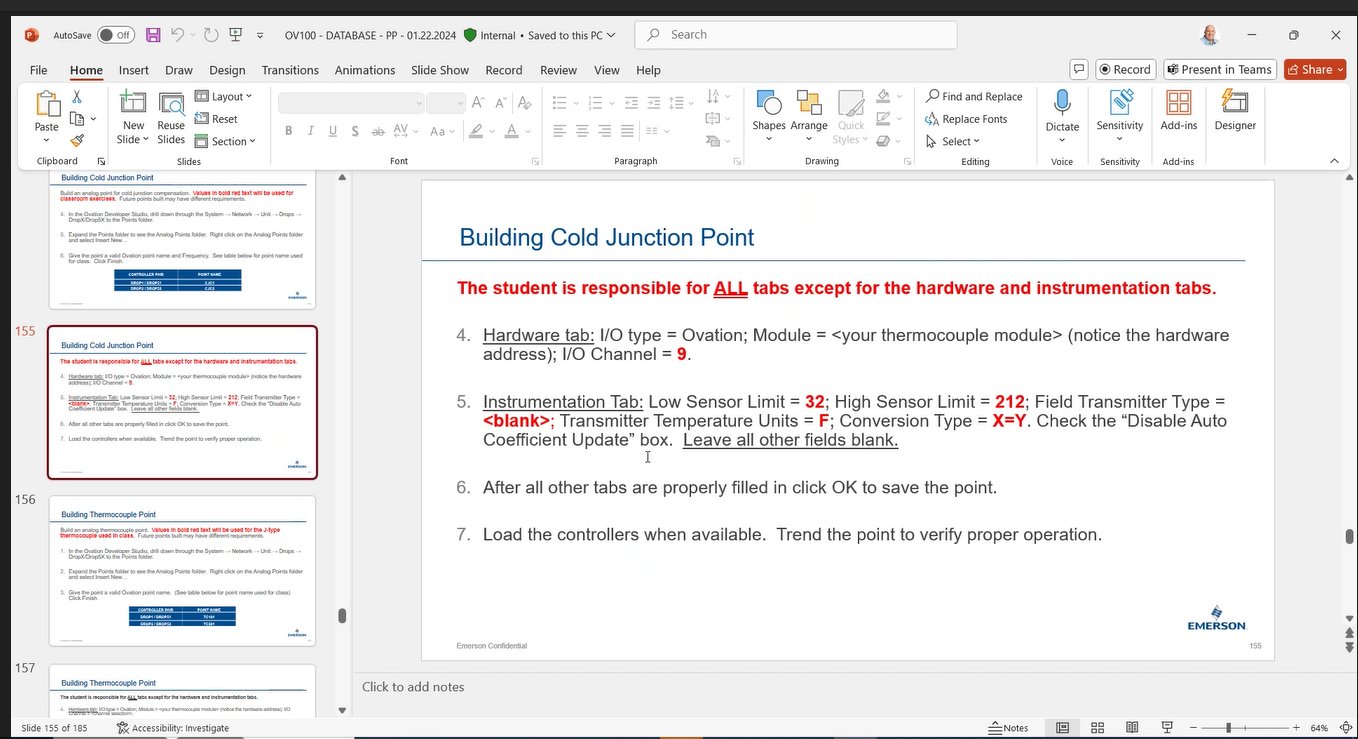 AutoSave Off OV100 - DATABASE - PP - 01.22.2024 Internal • Saved to this PC Search
File Home Insert Draw Design Transitions Animations Slide Show Record Review View Help Record Present in Teams Share
Paste
New Slide
Reuse Slides
Layout
Reset
Section
B I U S ab AV Aa A
Shapes Arrange Quick Styles
Find and Replace
Replace Fonts
Select
Dictate
Sensitivity
Add-ins
Designer
Clipboard Slides Font Paragraph Drawing Editing Voice Sensitivity Add-ins
Building Cold Junction Point
Build an analog point for cold junction compensation. Values in bold red text will be used for
classroom exercises. Future points built may have different requirements.
4. In the Ovation Developer Studio, drill down through the System → Network → Unit → Drops →
DropX/DropSX to the Points folder.
5. Expand the Points folder to see the Analog Points folder. Right click on the Analog Points folder
and select Insert New...
6. Give the point a valid Ovation point name and Frequency. See table below for point name used
for class. Click Finish.
CONTROLLER PAIR POINT NAME
DROP1 / DROP51 CJC1
DROP2 / DROP52 CJC2
EMERSON
155
Building Cold Junction Point
The student is responsible for ALL tabs except for the hardware and instrumentation tabs.
4. Hardware tab: I/O type = Ovation; Module = <your thermocouple module> (notice the hardware
address); I/O Channel = 9.
5. Instrumentation Tab: Low Sensor Limit = 32; High Sensor Limit = 212; Field Transmitter Type =
<blank>; Transmitter Temperature Units = F; Conversion Type = X=Y. Check the “Disable Auto
Coefficient Update” box. Leave all other fields blank.
6. After all other tabs are properly filled in click OK to save the point.
7. Load the controllers when available. Trend the point to verify proper operation.
EMERSON
156
Building Thermocouple Point
Build an analog thermocouple point. Values in bold red text will be used for the J-type
thermocouple used in class. Future points built may have different requirements.
1. In the Ovation Developer Studio, drill down through the System → Network → Unit → Drops →
DropX/DropSX to the Points folder.
2. Expand the Points folder to see the Analog Points folder. Right click on the Analog Points folder
and select Insert New...
3. Give the point a valid Ovation point name. (See table below for point name used for class)
Click Finish.
CONTROLLER PAIR POINT NAME
DROP1 / DROP51 TC101
EMERSON
157
Building Thermocouple Point
The student is responsible for ALL tabs except for the hardware and instrumentation tabs.
4. Hardware tab: I/O type = Ovation; Module = <your thermocouple module> (notice the hardware address); I/O
Building Cold Junction Point
The student is responsible for ALL tabs except for the hardware and instrumentation tabs.
4. Hardware tab: I/O type = Ovation; Module = <your thermocouple module> (notice the hardware
address); I/O Channel = 9.
5. Instrumentation Tab: Low Sensor Limit = 32; High Sensor Limit = 212; Field Transmitter Type =
<blank>; Transmitter Temperature Units = F; Conversion Type = X=Y. Check the “Disable Auto
Coefficient Update” box. Leave all other fields blank.
6. After all other tabs are properly filled in click OK to save the point.
7. Load the controllers when available. Trend the point to verify proper operation.
EMERSON
Emerson Confidential 155
Click to add notes
Slide 155 of 185 Accessibility: Investigate Notes 64%